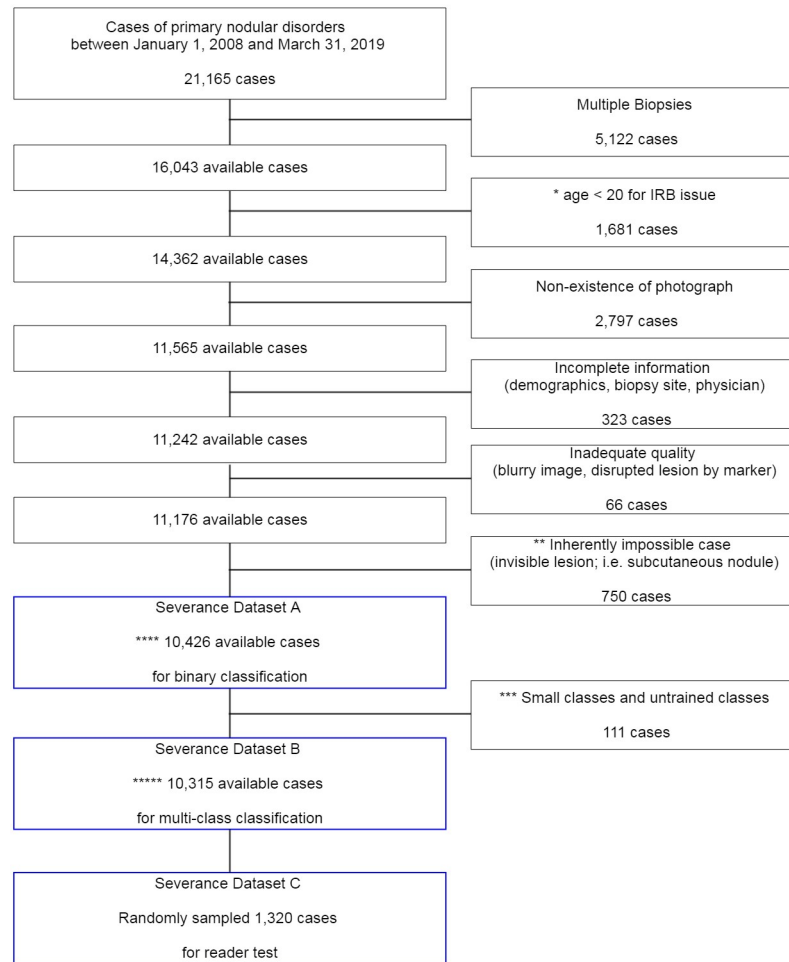 Cases of primary nodular disorders
between January 1, 2008 and March 31, 2019
21,165 cases
Multiple Biopsies
5,122 cases
16,043 available cases
* age < 20 for IRB issue
1,681 cases
14,362 available cases
Non-existence of photograph
2,797 cases
11,565 available cases
Incomplete information
(demographics, biopsy site, physician)
323 cases
11,242 available cases
Inadequate quality
(blurry image, disrupted lesion by marker)
66 cases
11,176 available cases
** Inherently impossible case
(invisible lesion; i.e. subcutaneous nodule)
750 cases
Severance Dataset A
**** 10,426 available cases
for binary classification
*** Small classes and untrained classes
111 cases
Severance Dataset B
***** 10,315 available cases
for multi-class classification
Severance Dataset C
Randomly sampled 1,320 cases
for reader test